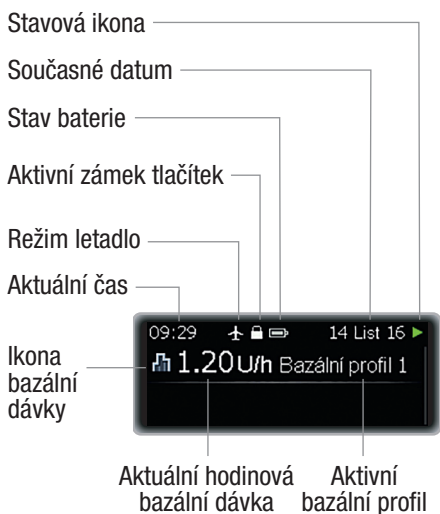 Stavová ikona
Současné datum
Stav baterie
Aktivní zámek tlačítek
Režim letadlo
Aktuální čas
09:29 14 List 16
Ikona
bazální
dávky
1.20 U/h Bazální profil 1
Aktuální hodinová
bazální dávka
Aktivní
bazální profil